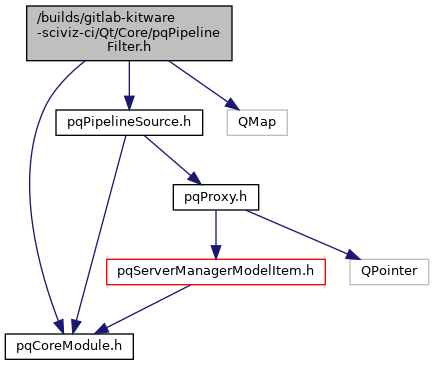 /builds/gitlab-kitware
-sciviz-ci/Qt/Core/pqPipeline
Filter.h
pqPipelineSource.h
QMap
pqProxy.h
pqServerManagerModelItem.h
QPointer
pqCoreModule.h